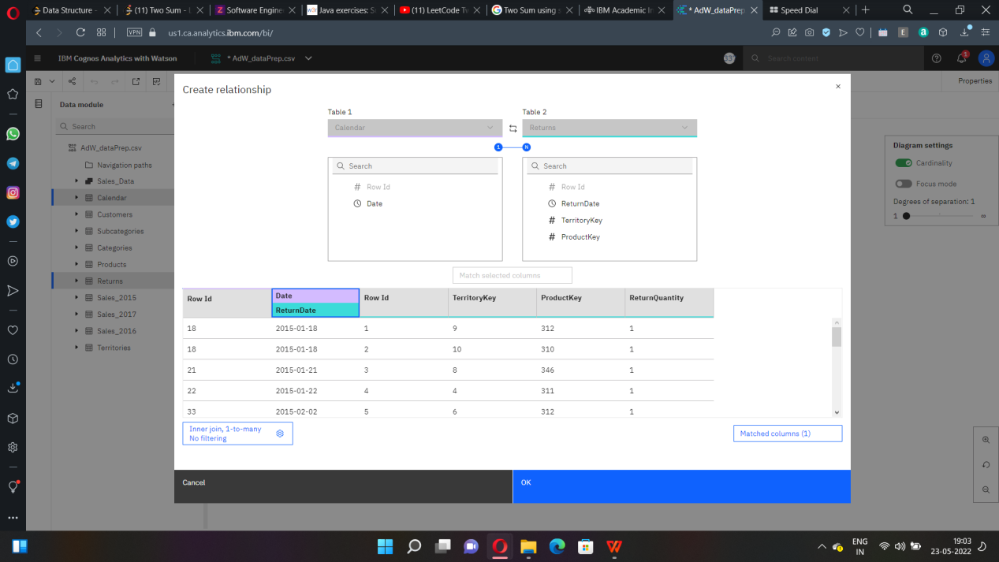 Data Structure -
(11) Two Sum - L
Software Engine
Java exercises: S
(11) LeetCode Tw
Two Sum using s
IBM Academic In
* AdW_dataPrep
Speed Dial
VPN
us1.ca.analytics.ibm.com/bi/
IBM Cognos Analytics with Watson
* AdW_dataPrep.csv
Search content
1
Properties
Data module
Search
AdW_dataPrep.csv
Navigation paths
Sales_Data
Calendar
Customers
Subcategories
Categories
Products
Returns
Sales_2015
Sales_2017
Sales_2016
Territories
Create relationship
Table 1
Table 2
Calendar
Returns
1
N
Search
Search
Row Id
Date
Row Id
ReturnDate
TerritoryKey
ProductKey
Match selected columns
Row Id
Date
ReturnDate
Row Id
TerritoryKey
ProductKey
ReturnQuantity
18 2015-01-18 1 9 312 1
18 2015-01-18 2 10 310 1
21 2015-01-21 3 8 346 1
22 2015-01-22 4 4 311 1
33 2015-02-02 5 6 312 1
Inner join, 1-to-many
No filtering
Matched columns (1)
Cancel
OK
Diagram settings
Cardinality
Focus mode
Degrees of separation: 1
1 ∞
ENG
IN
19:03
23-05-2022